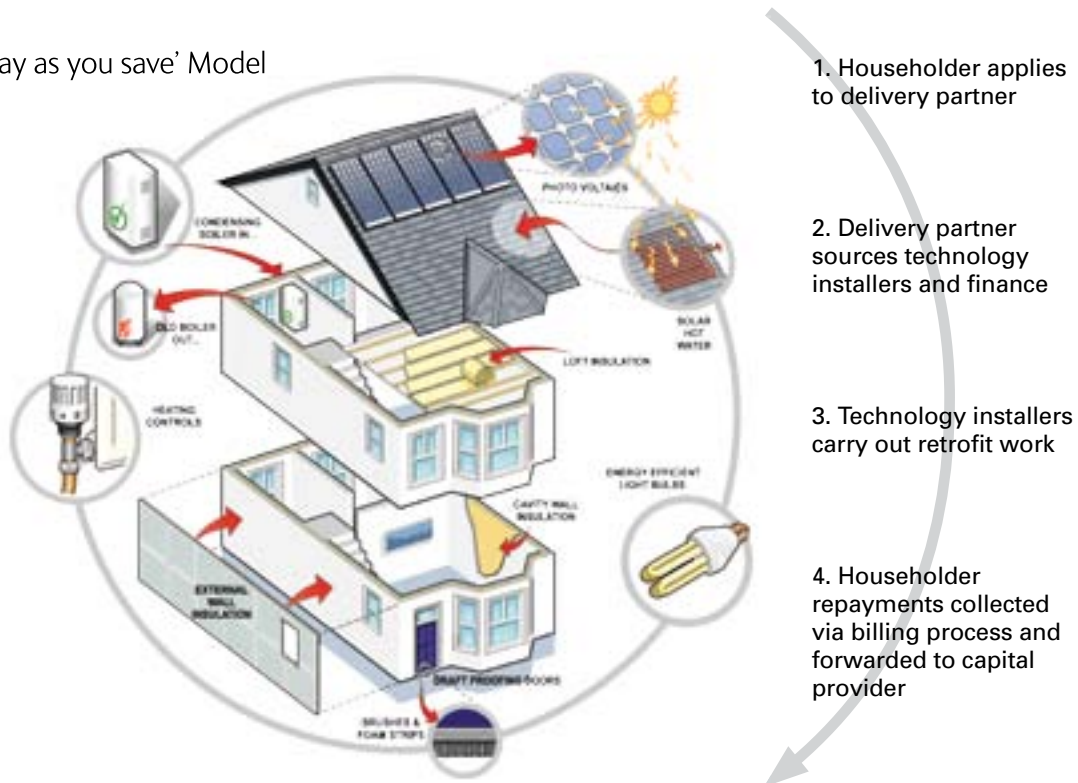 ay as you save’ Model
1. Householder applies
to delivery partner
2. Delivery partner
sources technology
installers and finance
3. Technology installers
carry out retrofit work
4. Householder
repayments collected
via billing process and
forwarded to capital
provider
PHOTO VOLTAICS
CONDENSING
BOILER IN...
OLD BOILER
OUT...
SOLAR
HOT
WATER
LOFT INSULATION
HEATING
CONTROLS
ENERGY EFFICIENT
LIGHT BULBS
CAVITY WALL
INSULATION
EXTERNAL
WALL
INSULATION
DRAFT PROOFING DOORS
BRUSHES &
FOAM STRIPS